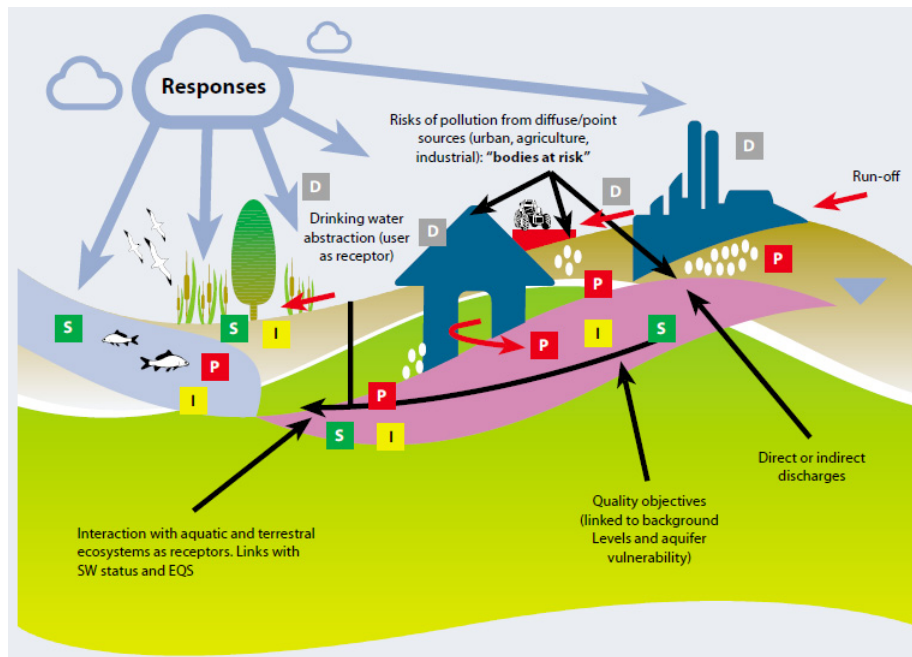 Responses
Risks of pollution from diffuse/point
sources (urban, agriculture,
industrial): "bodies at risk"
D
Run-off
D
D
Drinking water
abstraction (user
as receptor)
D
P
P
S
S
I
I
S
P
P
I
P
S
I
Direct or indirect
discharges
Quality objectives
(linked to background
Levels and aquifer
vulnerability)
Interaction with aquatic and terrestral
ecosystems as receptors. Links with
SW status and EQS